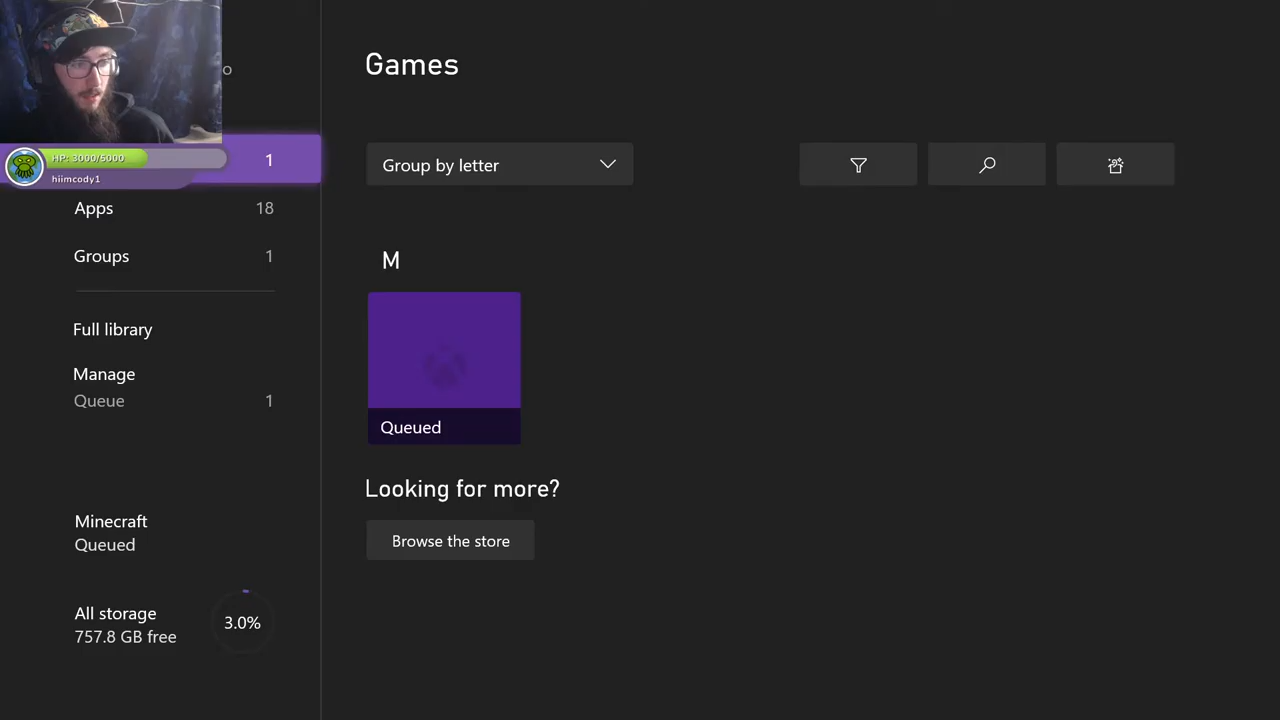 o
Games
HP: 3000/5000
hiimcody1
1
Group by letter
Apps 18
Groups 1
M
Full library
Manage
Queue 1
Queued
Looking for more?
Minecraft
Queued
Browse the store
All storage
757.8 GB free
3.0%